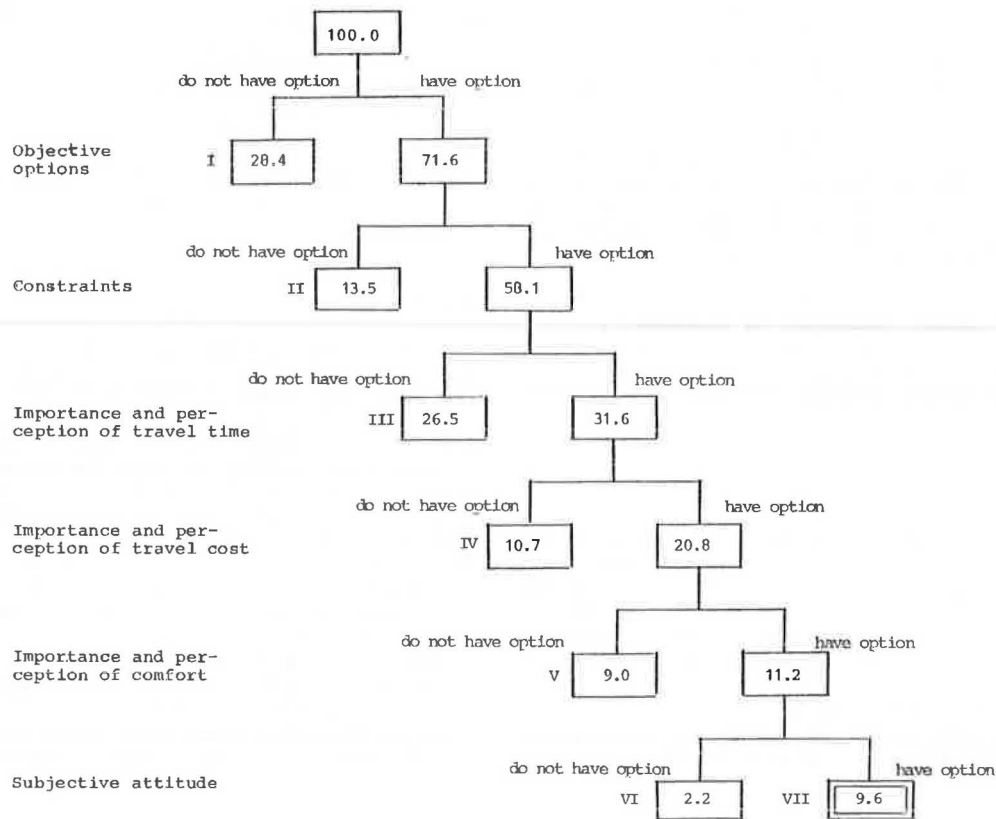 100.0
do not have option have option
Objective
options
I 28.4 71.6
do not have option have option
Constraints
II 13.5 58.1
do not have option have option
Importance and per-
ception of travel time
III 26.5 31.6
do not have option have option
Importance and per-
ception of travel cost
IV 10.7 20.8
do not have option have option
Importance and per-
ception of comfort
V 9.0 11.2
do not have option have option
Subjective attitude
VI 2.2 VII 9.6